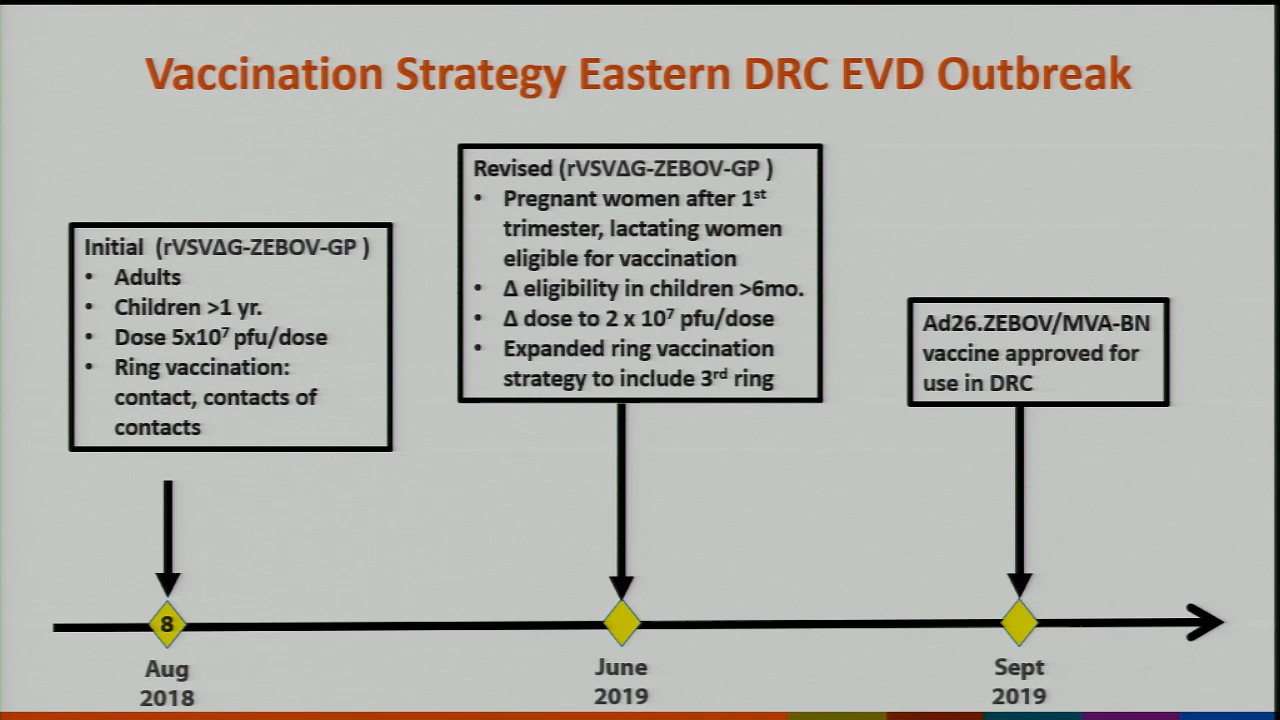 Vaccination Strategy Eastern DRC EVD Outbreak
Initial (rVSVΔG-ZEBOV-GP )
• Adults
• Children >1 yr.
• Dose 5x10⁷ pfu/dose
• Ring vaccination:
contact, contacts of
contacts
Revised (rVSVΔG-ZEBOV-GP )
• Pregnant women after 1ˢᵗ
trimester, lactating women
eligible for vaccination
• Δ eligibility in children >6mo.
• Δ dose to 2 x 10⁷ pfu/dose
• Expanded ring vaccination
strategy to include 3ʳᵈ ring
Ad26.ZEBOV/MVA-BN
vaccine approved for
use in DRC
8
Aug
2018
June
2019
Sept
2019